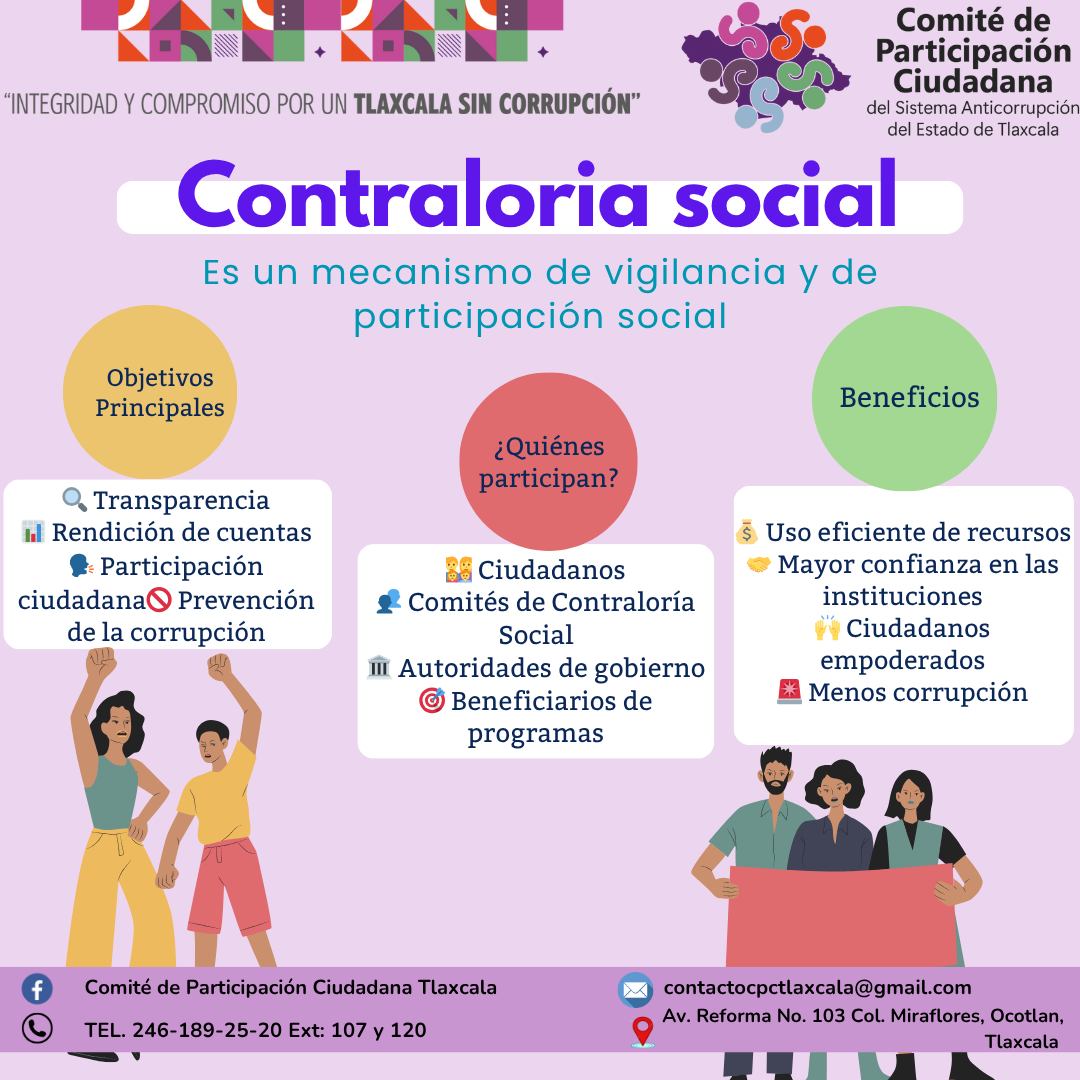 “INTEGRIDAD Y COMPROMISO POR UN TLAXCALA SIN CORRUPCIÓN”
Comité de
Participación
Ciudadana
del Sistema Anticorrupción
del Estado de Tlaxcala
Contraloria social
Es un mecanismo de vigilancia y de
participación social
Objetivos
Principales
🔍 Transparencia
📊 Rendición de cuentas
🗣️ Participación
ciudadana🚫 Prevención
de la corrupción
¿Quiénes
participan?
👨‍👩‍👧‍👦 Ciudadanos
👥 Comités de Contraloría
Social
🏛️ Autoridades de gobierno
🎯 Beneficiarios de
programas
Beneficios
💰 Uso eficiente de recursos
🤝 Mayor confianza en las
instituciones
🙌 Ciudadanos
empoderados
🚨 Menos corrupción
Comité de Participación Ciudadana Tlaxcala
TEL. 246-189-25-20 Ext: 107 y 120
contactocpctlaxcala@gmail.com
Av. Reforma No. 103 Col. Miraflores, Ocotlan,
Tlaxcala